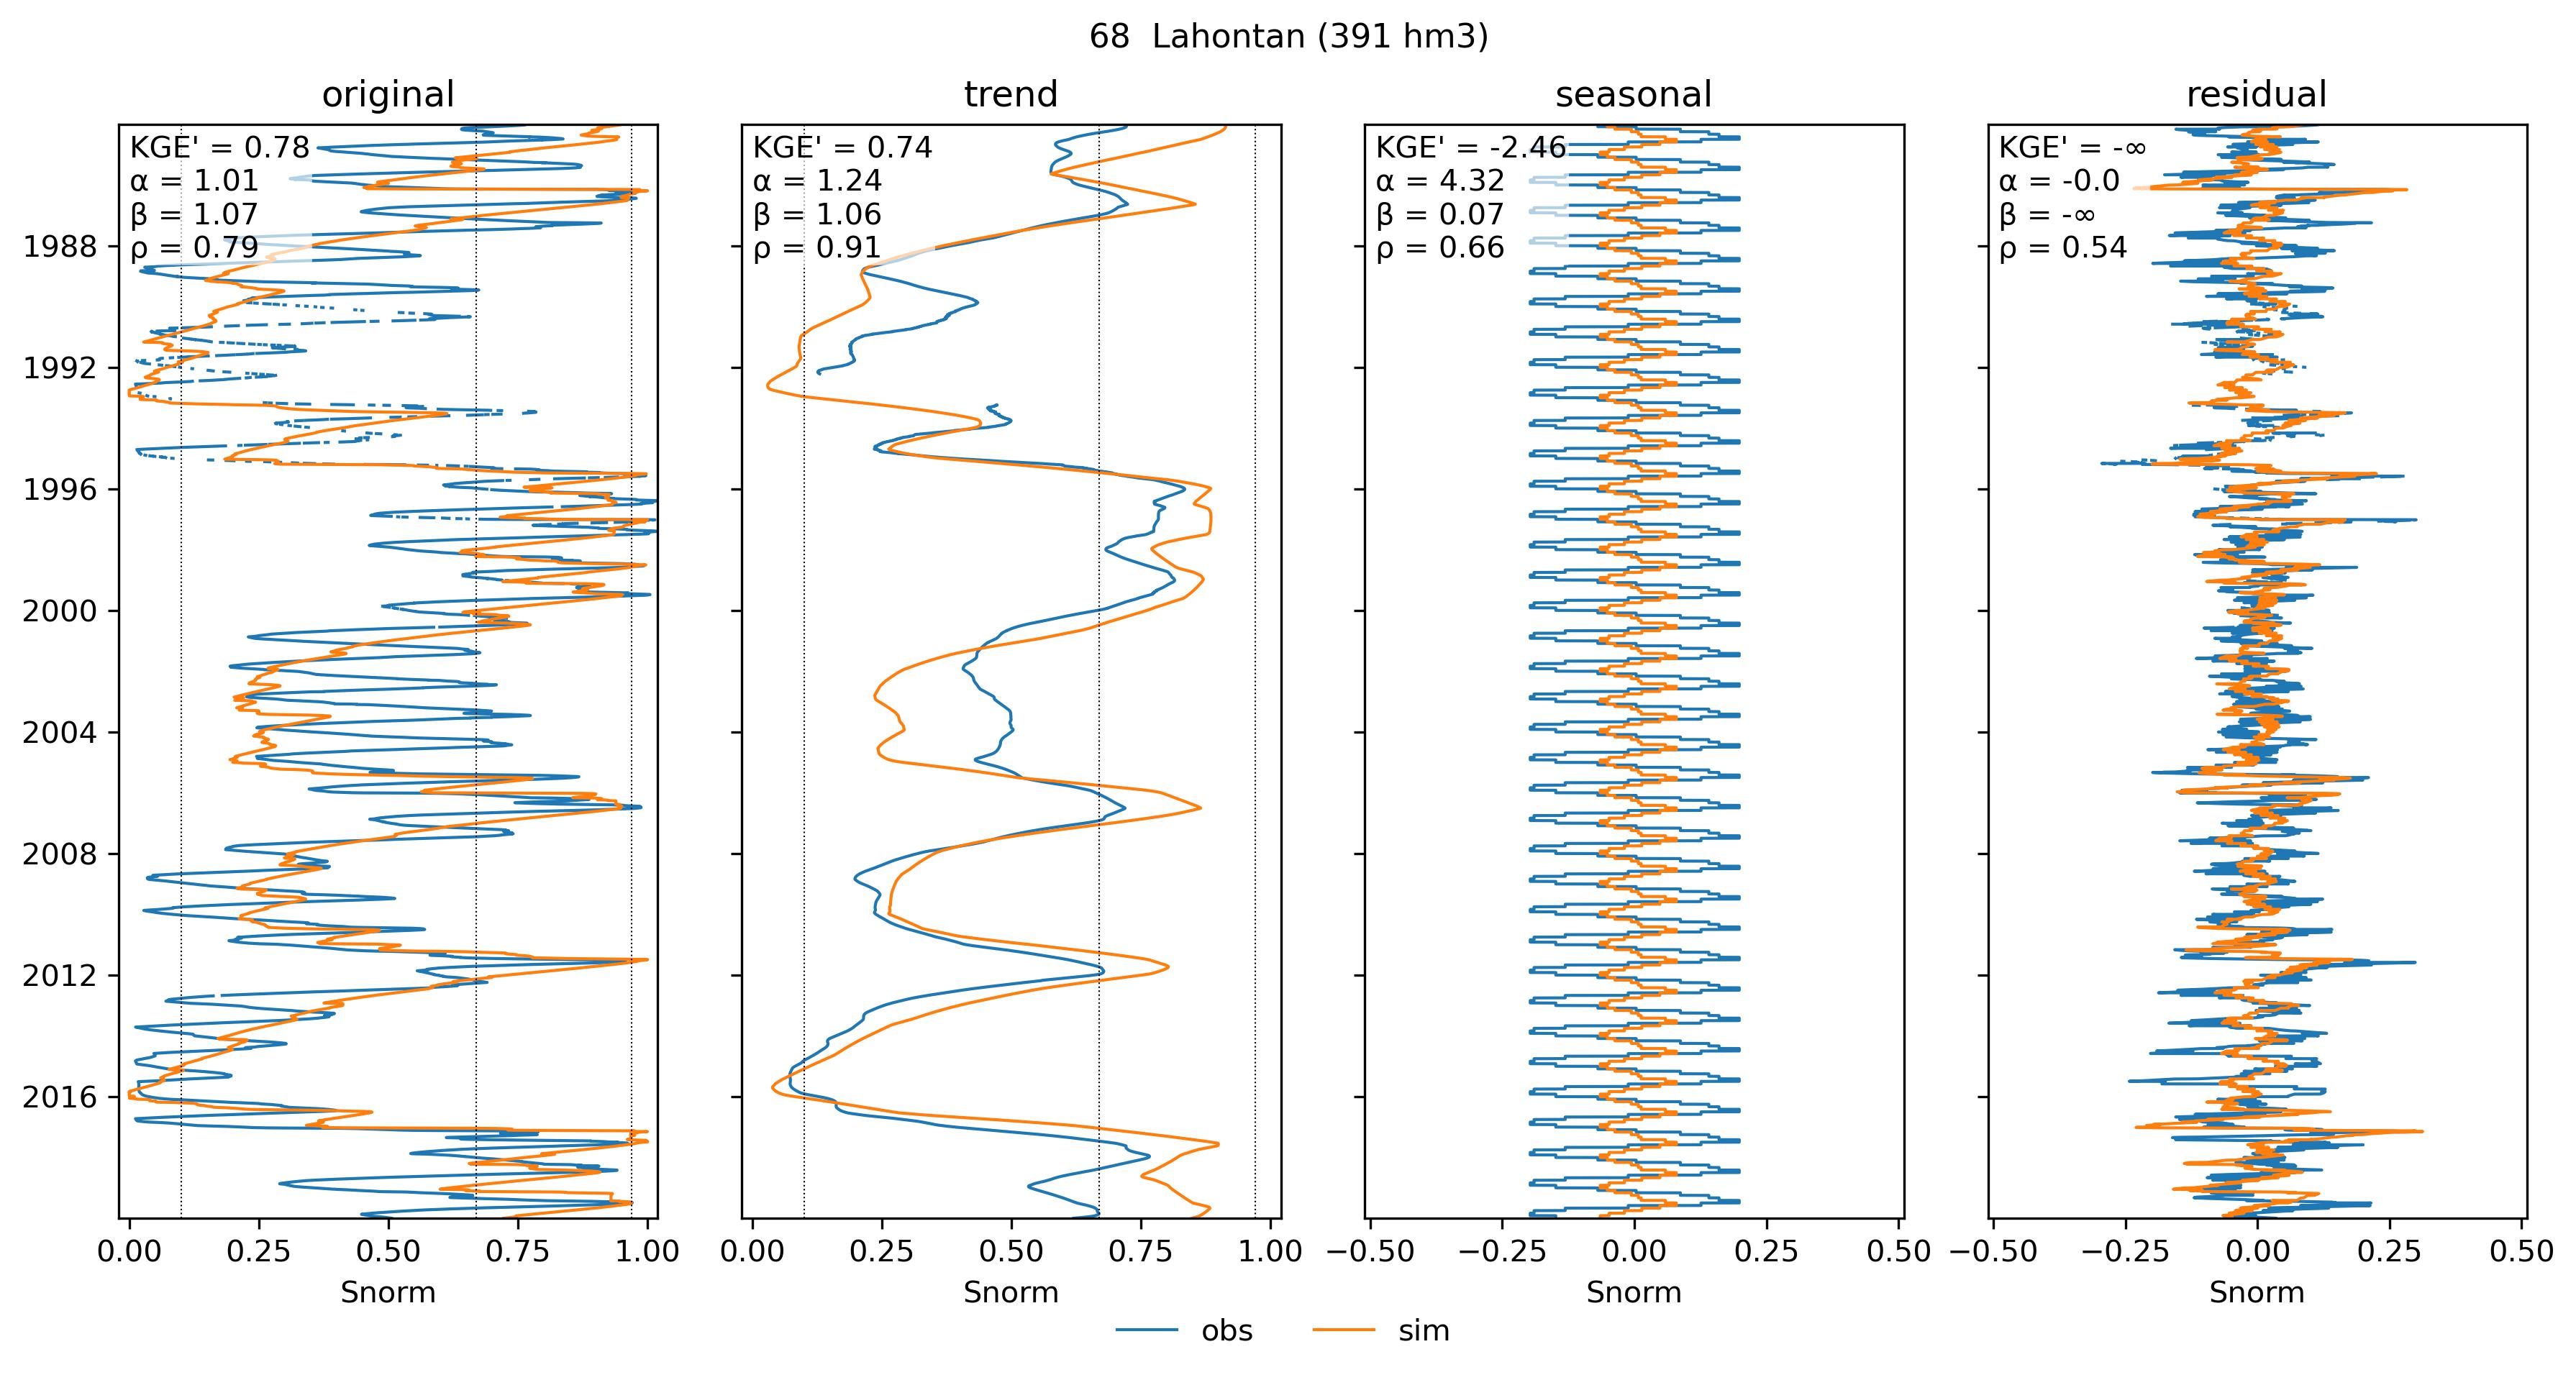 68  Lahontan (391 hm3)
original
trend
seasonal
residual
KGE' = 0.78
α = 1.01
β = 1.07
ρ = 0.79
KGE' = 0.74
α = 1.24
β = 1.06
ρ = 0.91
KGE' = -2.46
α = 4.32
β = 0.07
ρ = 0.66
KGE' = -∞
α = -0.0
β = -∞
ρ = 0.54
1988
1992
1996
2000
2004
2008
2012
2016
0.00 0.25 0.50 0.75 1.00
0.00 0.25 0.50 0.75 1.00
−0.50 −0.25 0.00 0.25 0.50
−0.50 −0.25 0.00 0.25 0.50
Snorm
Snorm
Snorm
Snorm
obs
sim